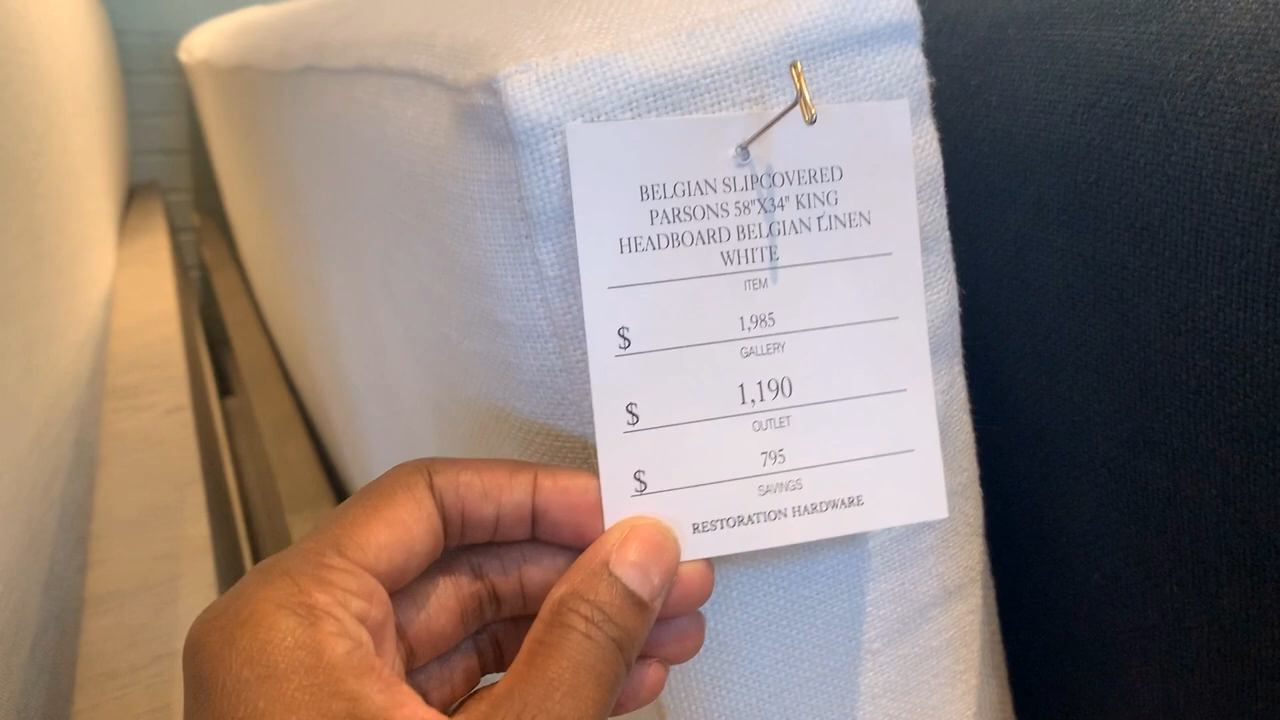 BELGIAN SLIPCOVERED
PARSONS 58"X34" KING
HEADBOARD BELGIAN LINEN
WHITE
ITEM
$ 1,985
GALLERY
$ 1,190
OUTLET
$ 795
SAVINGS
RESTORATION HARDWARE